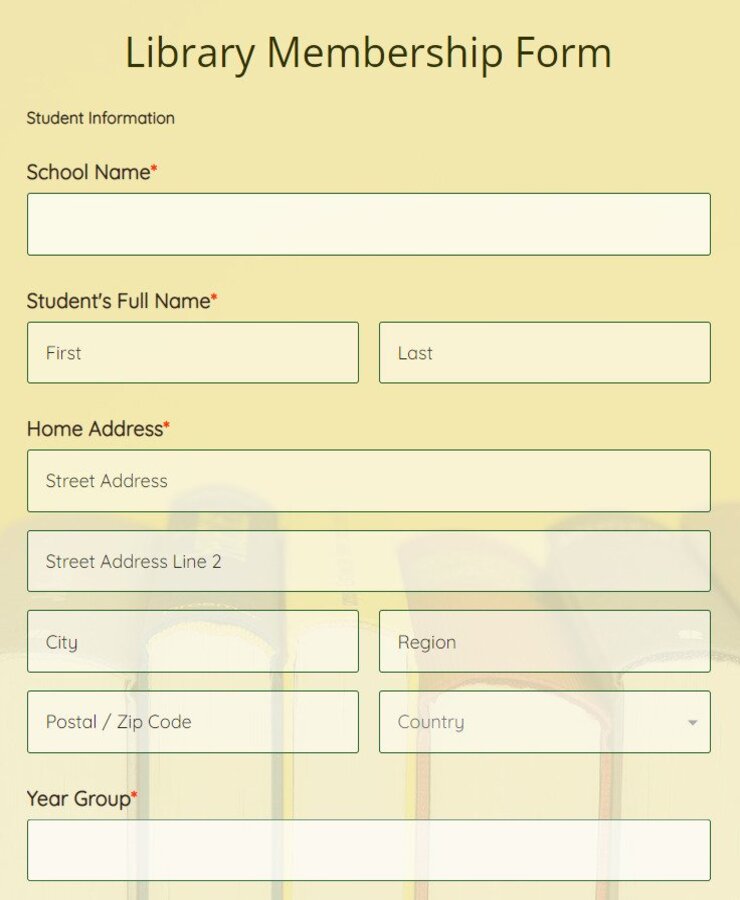 Library Membership Form
Student Information
School Name*
Student's Full Name*
First Last
Home Address*
Street Address
Street Address Line 2
City Region
Postal / Zip Code Country
Year Group*